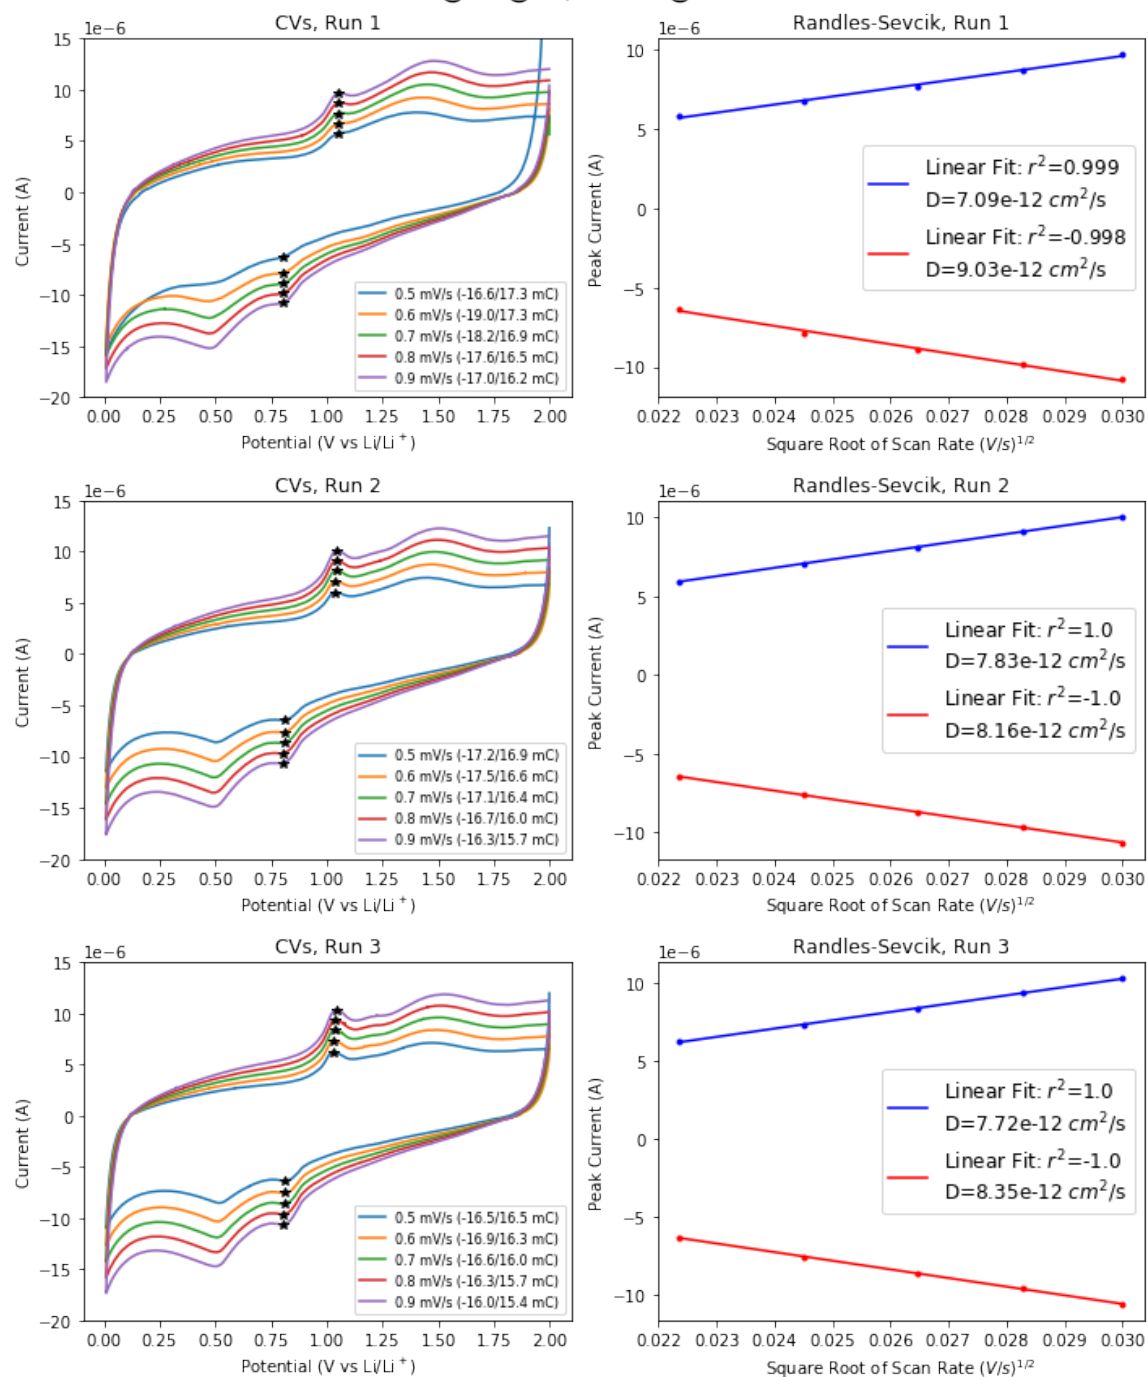 CVs, Run 1
1e−6
15
10
5
0
−5
−10
−15
−20
Current (A)
0.5 mV/s (-16.6/17.3 mC)
0.6 mV/s (-19.0/17.3 mC)
0.7 mV/s (-18.2/16.9 mC)
0.8 mV/s (-17.6/16.5 mC)
0.9 mV/s (-17.0/16.2 mC)
0.00 0.25 0.50 0.75 1.00 1.25 1.50 1.75 2.00
Potential (V vs Li/Li⁺)
Randles-Sevcik, Run 1
1e−6
10
5
0
−5
−10
Peak Current (A)
Linear Fit: r²=0.999
D=7.09e-12 cm²/s
Linear Fit: r²=-0.998
D=9.03e-12 cm²/s
0.022 0.023 0.024 0.025 0.026 0.027 0.028 0.029 0.030
Square Root of Scan Rate (V/s)¹ᐟ²
CVs, Run 2
1e−6
15
10
5
0
−5
−10
−15
−20
Current (A)
0.5 mV/s (-17.2/16.9 mC)
0.6 mV/s (-17.5/16.6 mC)
0.7 mV/s (-17.1/16.4 mC)
0.8 mV/s (-16.7/16.0 mC)
0.9 mV/s (-16.3/15.7 mC)
0.00 0.25 0.50 0.75 1.00 1.25 1.50 1.75 2.00
Potential (V vs Li/Li⁺)
Randles-Sevcik, Run 2
1e−6
10
5
0
−5
−10
Peak Current (A)
Linear Fit: r²=1.0
D=7.83e-12 cm²/s
Linear Fit: r²=-1.0
D=8.16e-12 cm²/s
0.022 0.023 0.024 0.025 0.026 0.027 0.028 0.029 0.030
Square Root of Scan Rate (V/s)¹ᐟ²
CVs, Run 3
1e−6
15
10
5
0
−5
−10
−15
−20
Current (A)
0.5 mV/s (-16.5/16.5 mC)
0.6 mV/s (-16.9/16.3 mC)
0.7 mV/s (-16.6/16.0 mC)
0.8 mV/s (-16.3/15.7 mC)
0.9 mV/s (-16.0/15.4 mC)
0.00 0.25 0.50 0.75 1.00 1.25 1.50 1.75 2.00
Potential (V vs Li/Li⁺)
Randles-Sevcik, Run 3
1e−6
10
5
0
−5
−10
Peak Current (A)
Linear Fit: r²=1.0
D=7.72e-12 cm²/s
Linear Fit: r²=-1.0
D=8.35e-12 cm²/s
0.022 0.023 0.024 0.025 0.026 0.027 0.028 0.029 0.030
Square Root of Scan Rate (V/s)¹ᐟ²